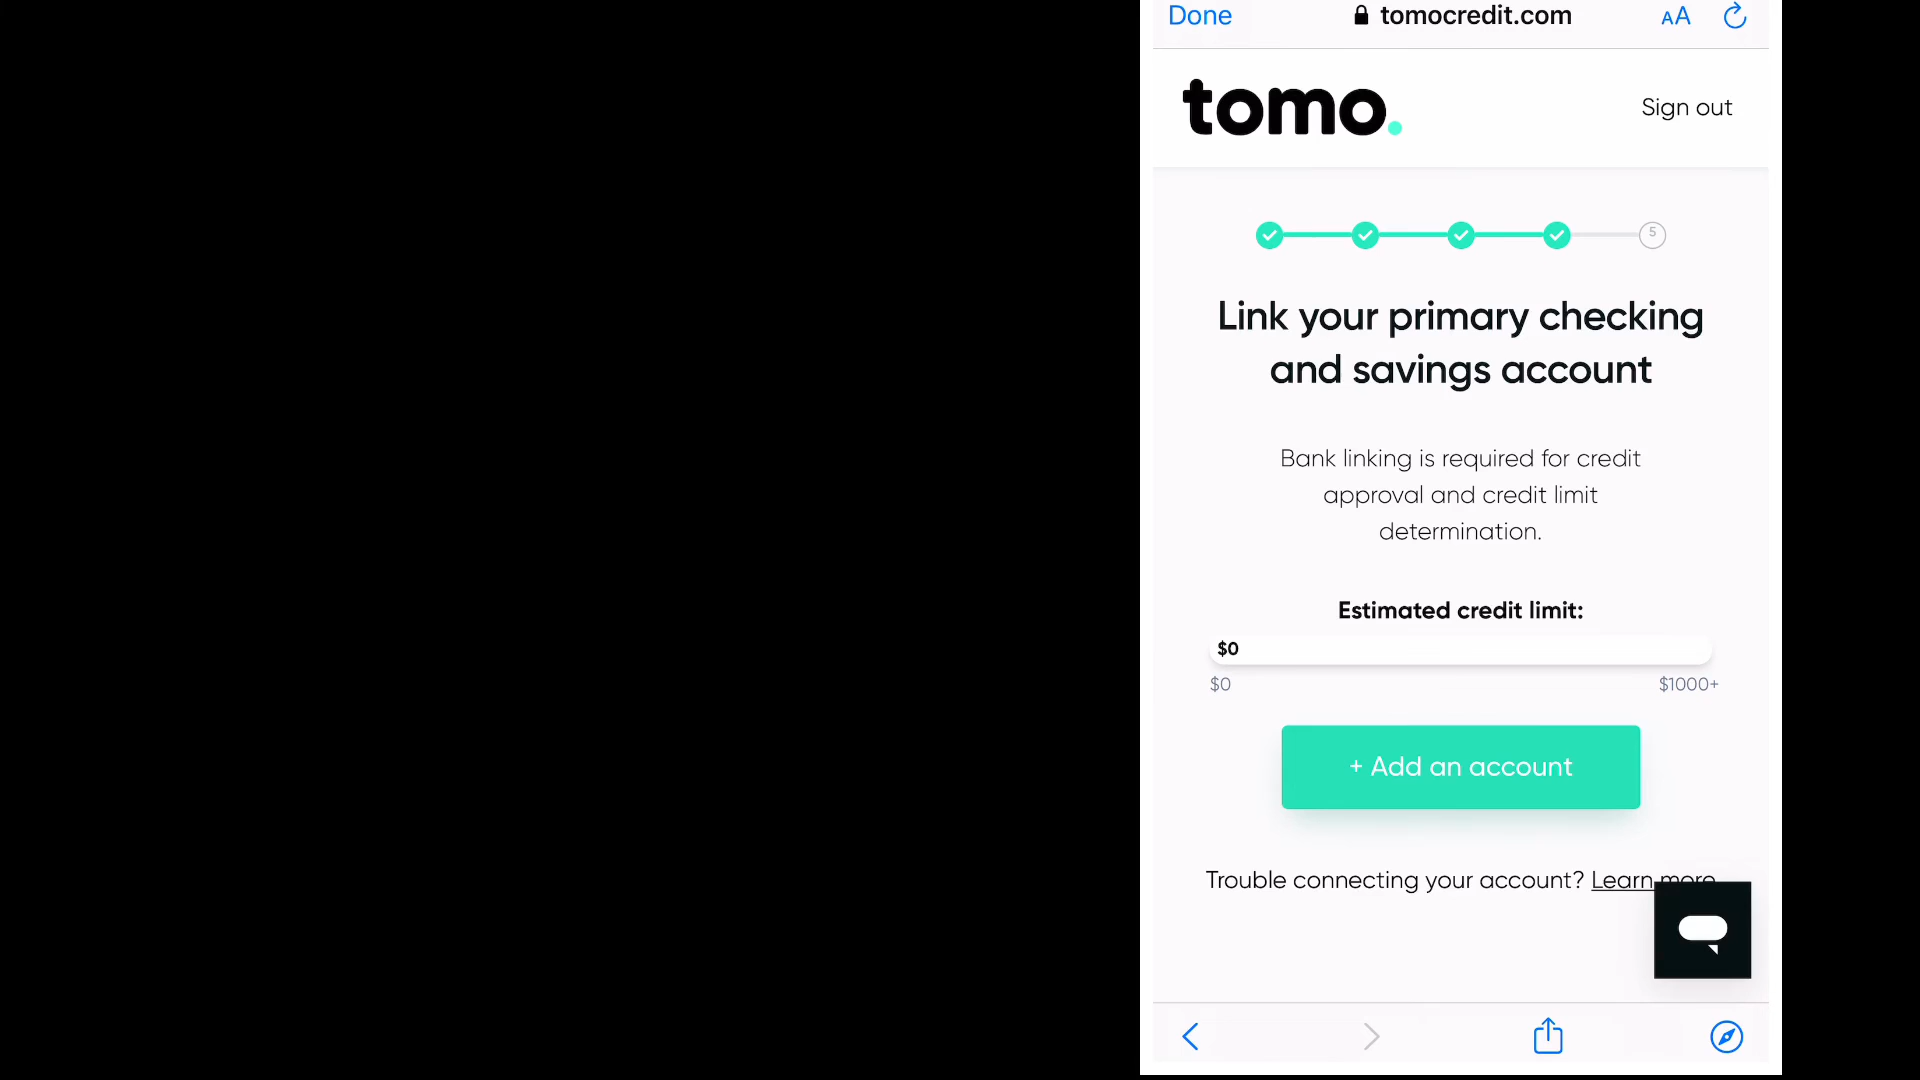 Done
tomocredit.com
AA
tomo.
Sign out
5
Link your primary checking
and savings account
Bank linking is required for credit
approval and credit limit
determination.
Estimated credit limit:
$0
$0
$1000+
+ Add an account
Trouble connecting your account? Learn more